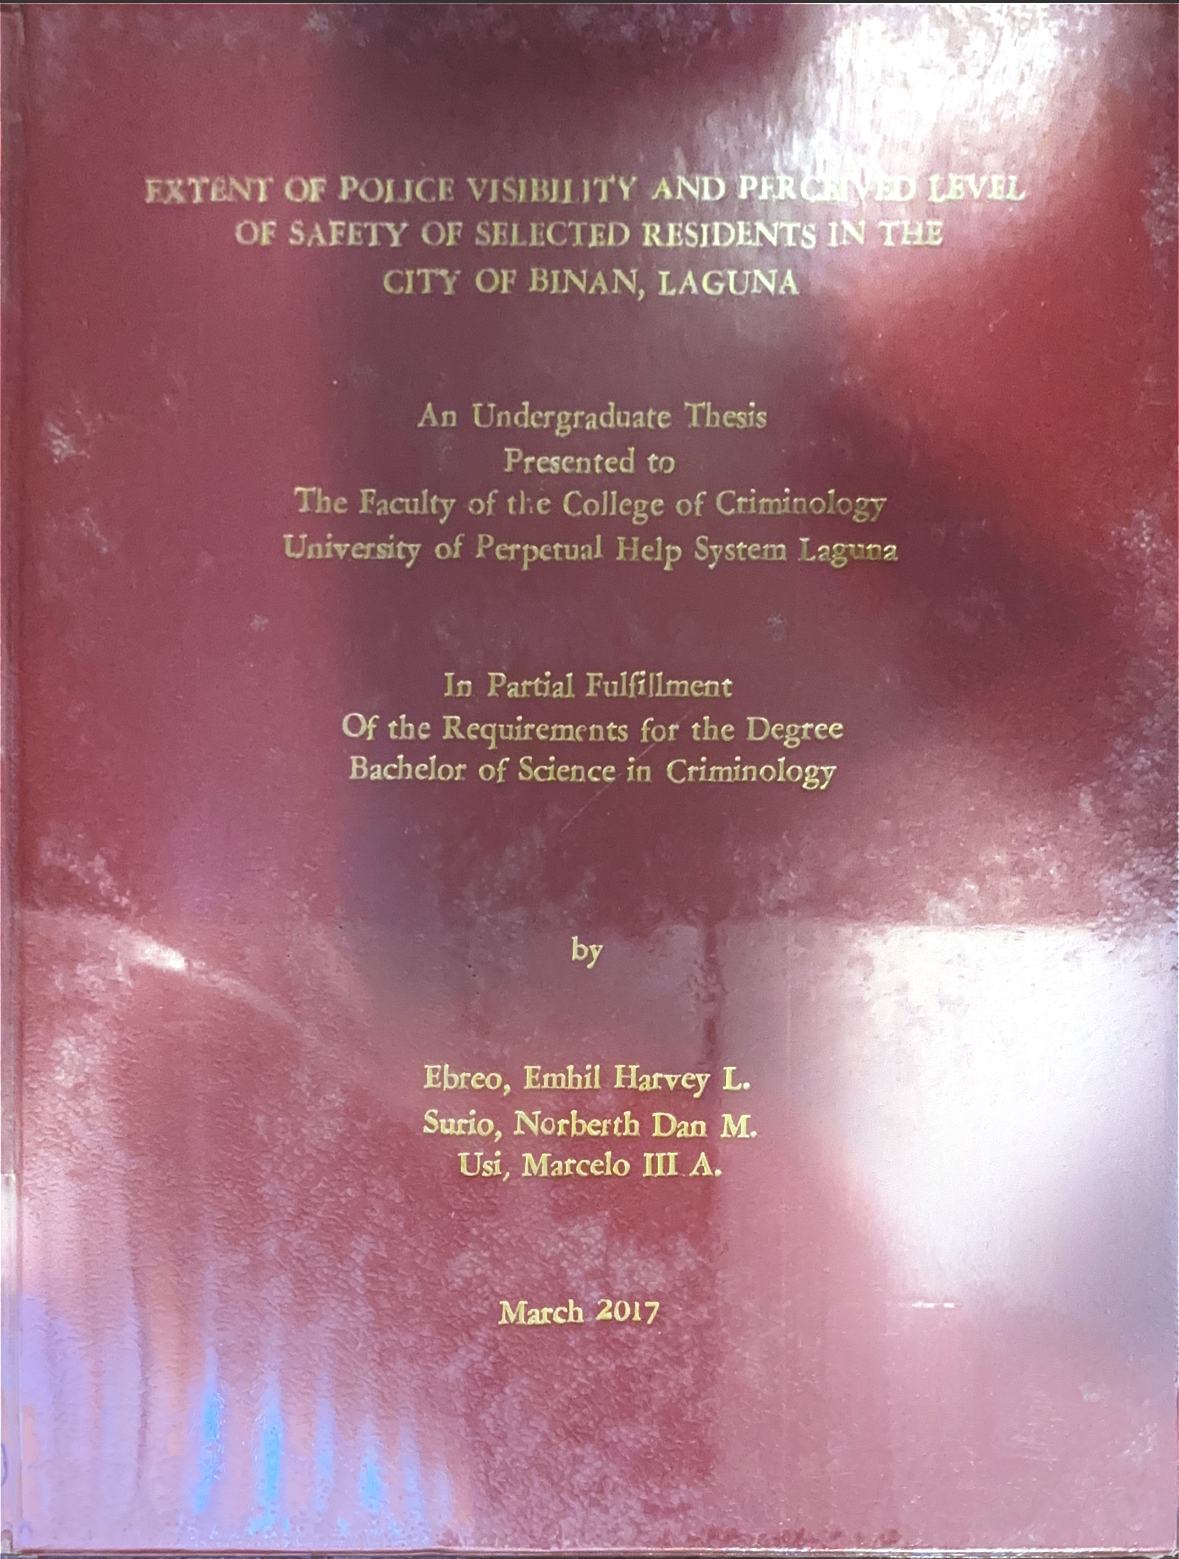 EXTENT OF POLICE VISIBILITY AND PERCEIVED LEVEL
OF SAFETY OF SELECTED RESIDENTS IN THE
CITY OF BINAN, LAGUNA
An Undergraduate Thesis
Presented to
The Faculty of the College of Criminology
University of Perpetual Help System Laguna
In Partial Fulfillment
Of the Requirements for the Degree
Bachelor of Science in Criminology
by
Ebreo, Emhil Harvey L.
Surio, Norberth Dan M.
Usi, Marcelo III A.
March 2017